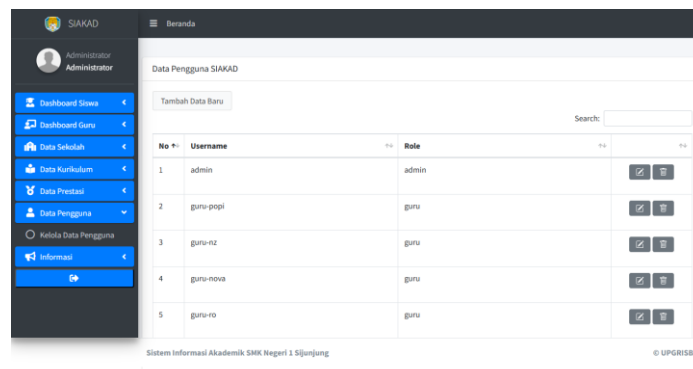 SIAKAD
Beranda
Administrator
Administrator
Dashboard Siswa
Dashboard Guru
Data Sekolah
Data Kurikulum
Data Prestasi
Data Pengguna
Kelola Data Pengguna
Informasi
Data Pengguna SIAKAD
Tambah Data Baru
Search:
No Username Role
1 admin admin
2 guru-popi guru
3 guru-nz guru
4 guru-nova guru
5 guru-ro guru
Sistem Informasi Akademik SMK Negeri 1 Sijunjung © UPGRISB